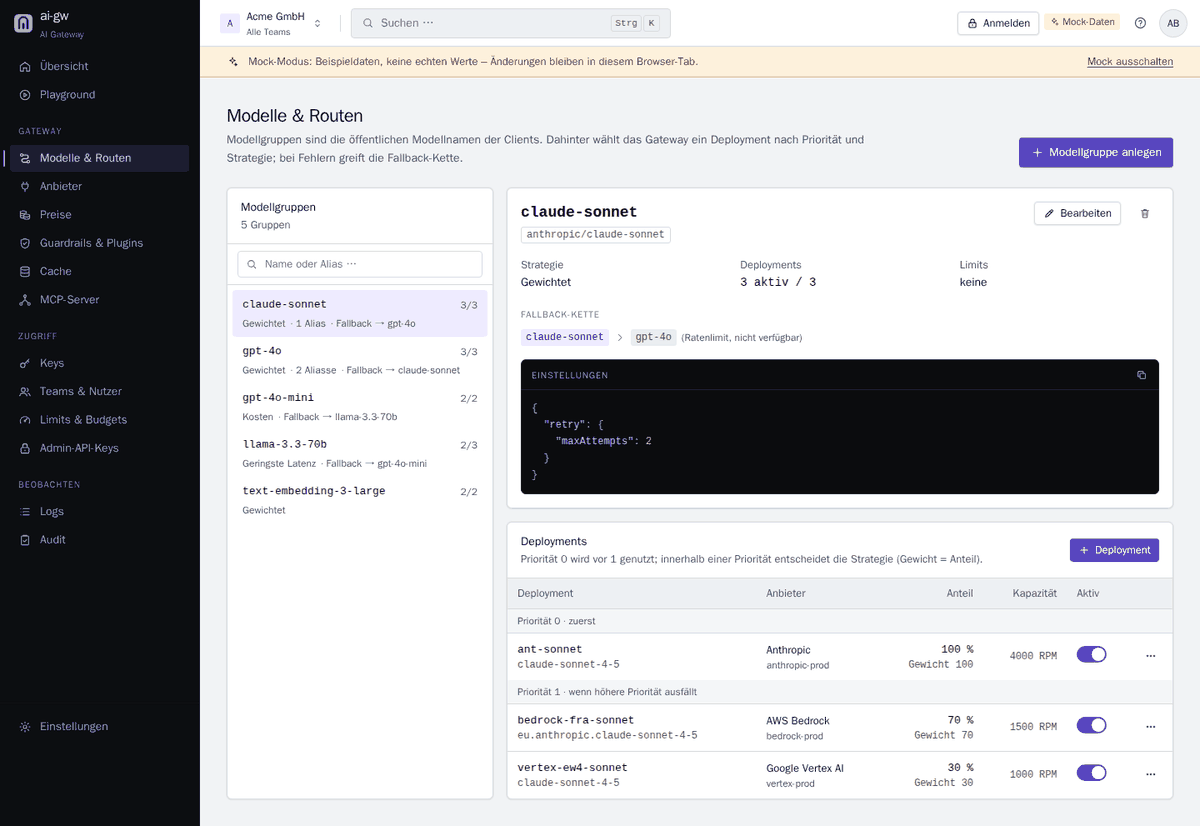 ai-gw
AI Gateway
Übersicht
Playground
GATEWAY
Modelle & Routen
Anbieter
Preise
Guardrails & Plugins
Cache
MCP-Server
ZUGRIFF
Keys
Teams & Nutzer
Limits & Budgets
Admin-API-Keys
BEOBACHTEN
Logs
Audit
Einstellungen
A
Acme GmbH
Alle Teams
Suchen ···
Strg K
Anmelden
Mock-Daten
AB
Mock-Modus: Beispieldaten, keine echten Werte – Änderungen bleiben in diesem Browser-Tab.
Mock ausschalten
Modelle & Routen
Modellgruppen sind die öffentlichen Modellnamen der Clients. Dahinter wählt das Gateway ein Deployment nach Priorität und
Strategie; bei Fehlern greift die Fallback-Kette.
+ Modellgruppe anlegen
Modellgruppen
5 Gruppen
Name oder Alias ···
claude-sonnet 3/3
Gewichtet · 1 Alias · Fallback → gpt-4o
gpt-4o 3/3
Gewichtet · 2 Aliasse · Fallback → claude-sonnet
gpt-4o-mini 2/2
Kosten · Fallback → llama-3.3-70b
llama-3.3-70b 2/3
Geringste Latenz · Fallback → gpt-4o-mini
text-embedding-3-large 2/2
Gewichtet
claude-sonnet
anthropic/claude-sonnet
Bearbeiten
Strategie Deployments Limits
Gewichtet 3 aktiv / 3 keine
FALLBACK-KETTE
claude-sonnet > gpt-4o (Ratenlimit, nicht verfügbar)
EINSTELLUNGEN
{
"retry": {
"maxAttempts": 2
}
}
Deployments
Priorität 0 wird vor 1 genutzt; innerhalb einer Priorität entscheidet die Strategie (Gewicht = Anteil).
+ Deployment
Deployment Anbieter Anteil Kapazität Aktiv
Priorität 0 · zuerst
ant-sonnet Anthropic 100 % 4000 RPM
claude-sonnet-4-5 anthropic-prod Gewicht 100
Priorität 1 · wenn höhere Priorität ausfällt
bedrock-fra-sonnet AWS Bedrock 70 % 1500 RPM
eu.anthropic.claude-sonnet-4-5 bedrock-prod Gewicht 70
vertex-ew4-sonnet Google Vertex AI 30 % 1000 RPM
claude-sonnet-4-5 vertex-prod Gewicht 30